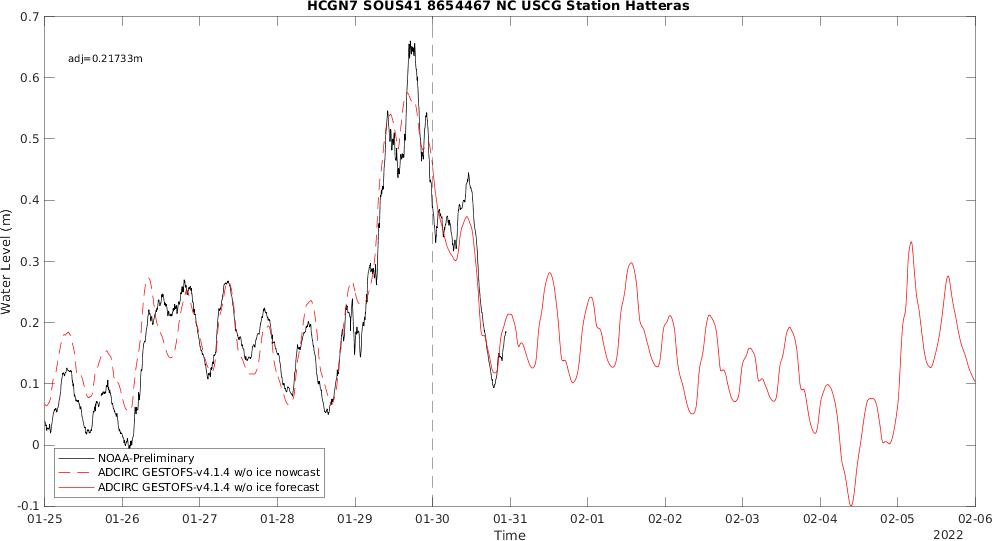 HCGN7 SOUS41 8654467 NC USCG Station Hatteras
adj=0.21733m
0.7
0.6
0.5
0.4
0.3
0.2
0.1
0
-0.1
Water Level (m)
NOAA-Preliminary
ADCIRC GESTOFS-v4.1.4 w/o ice nowcast
ADCIRC GESTOFS-v4.1.4 w/o ice forecast
01-25 01-26 01-27 01-28 01-29 01-30 01-31 02-01 02-02 02-03 02-04 02-05 02-06
Time
2022